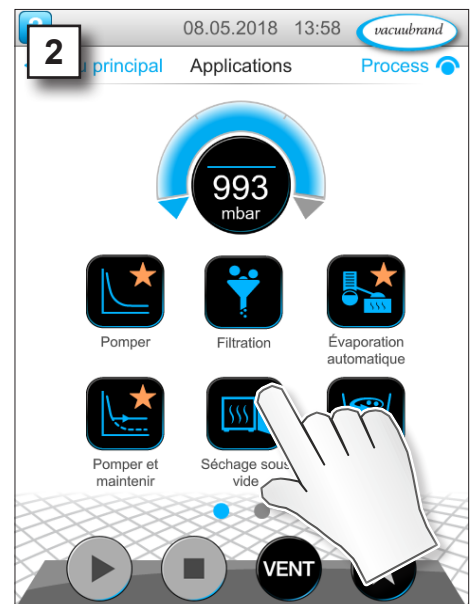 08.05.2018 13:58 vacuubrand
2
principal Applications Process
993
mbar
Pomper Filtration Évaporation
automatique
Pomper et
maintenir
Séchage sous
vide
VENT